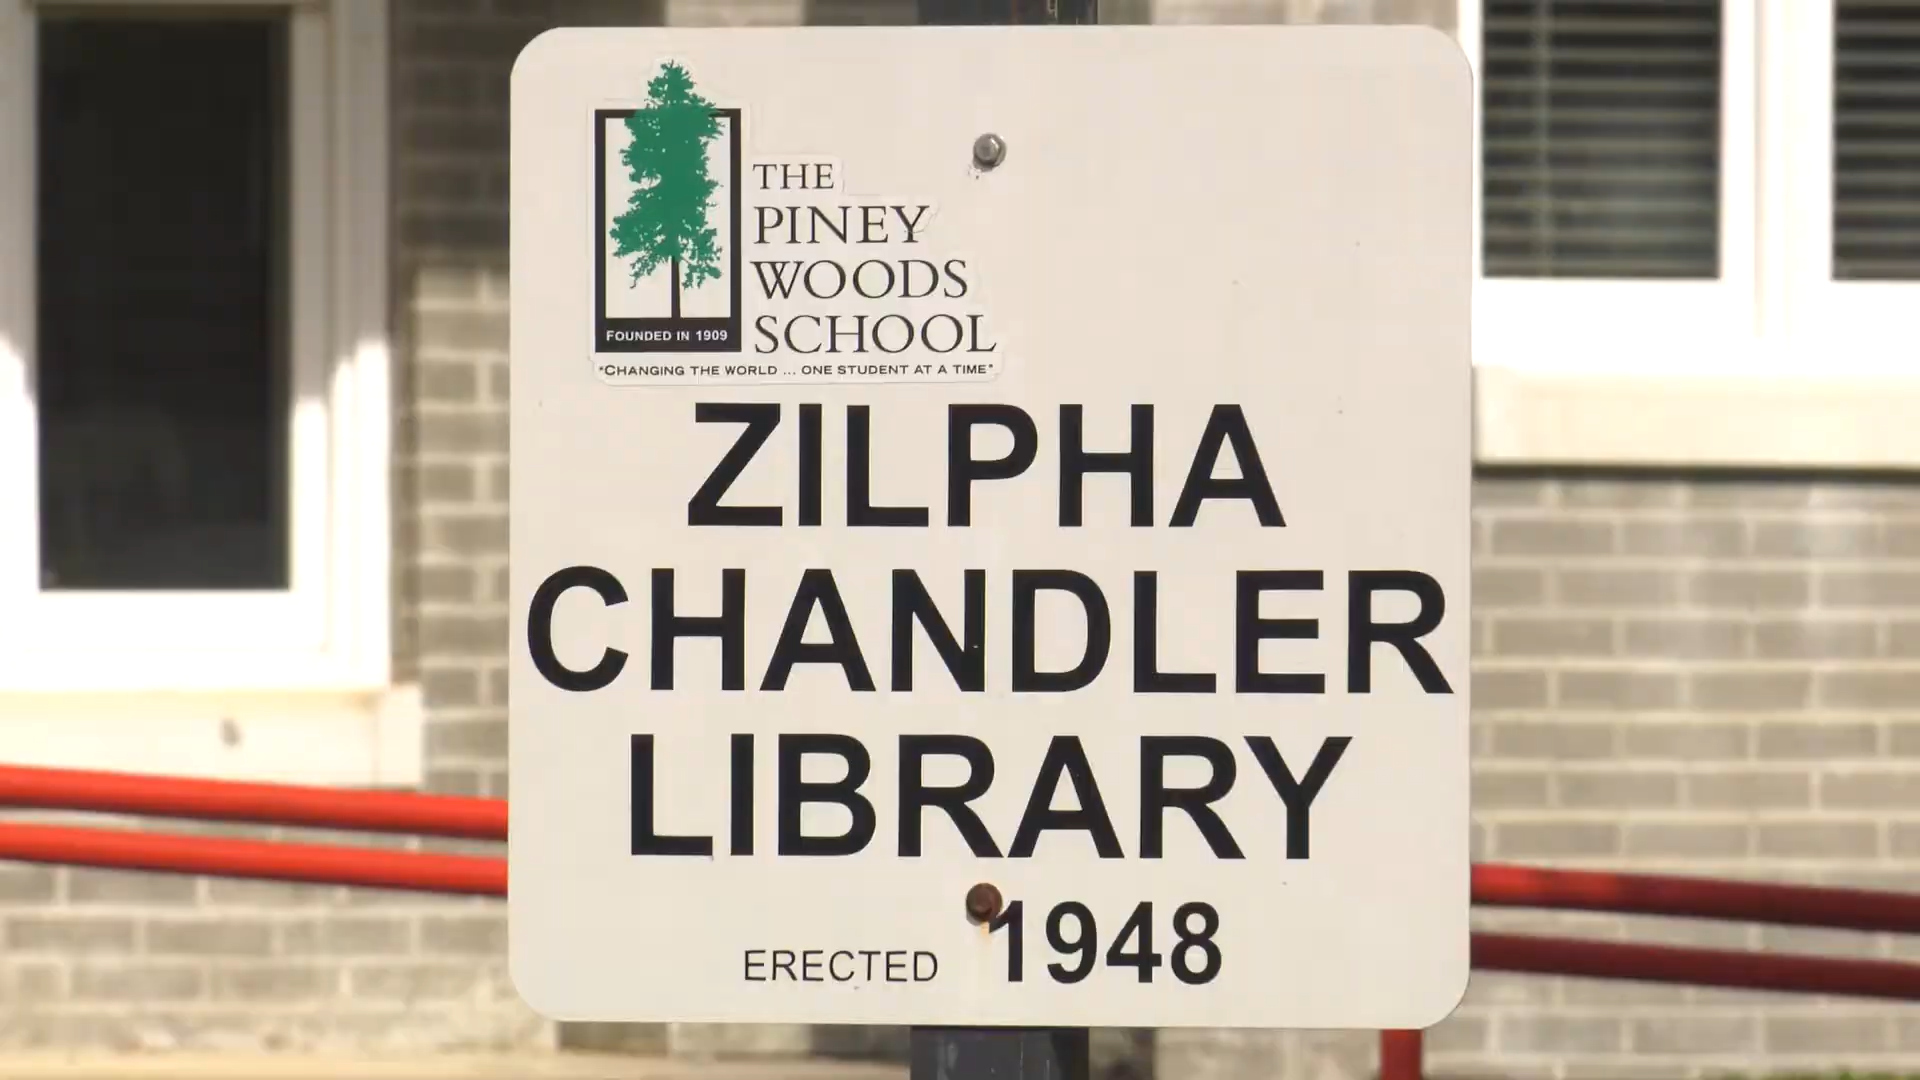 THE
PINEY
WOODS
SCHOOL
FOUNDED IN 1909
"CHANGING THE WORLD ... ONE STUDENT AT A TIME"
ZILPHA
CHANDLER
LIBRARY
ERECTED 1948